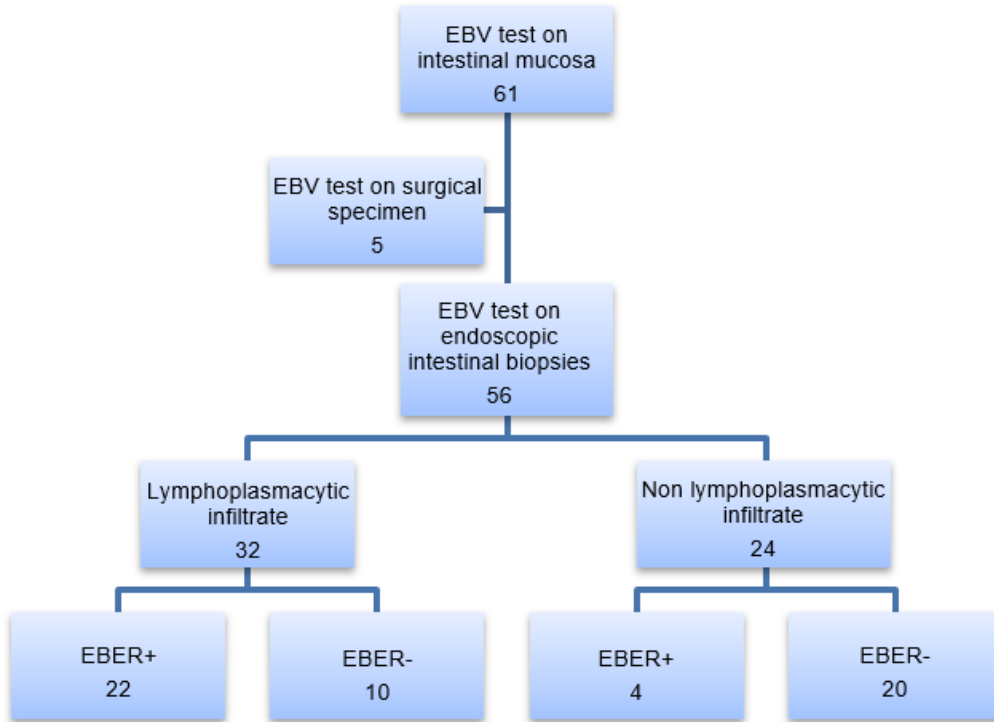 EBV test on
intestinal mucosa
61
EBV test on surgical
specimen
5
EBV test on
endoscopic
intestinal biopsies
56
Lymphoplasmacytic
infiltrate
32
Non lymphoplasmacytic
infiltrate
24
EBER+
22
EBER-
10
EBER+
4
EBER-
20